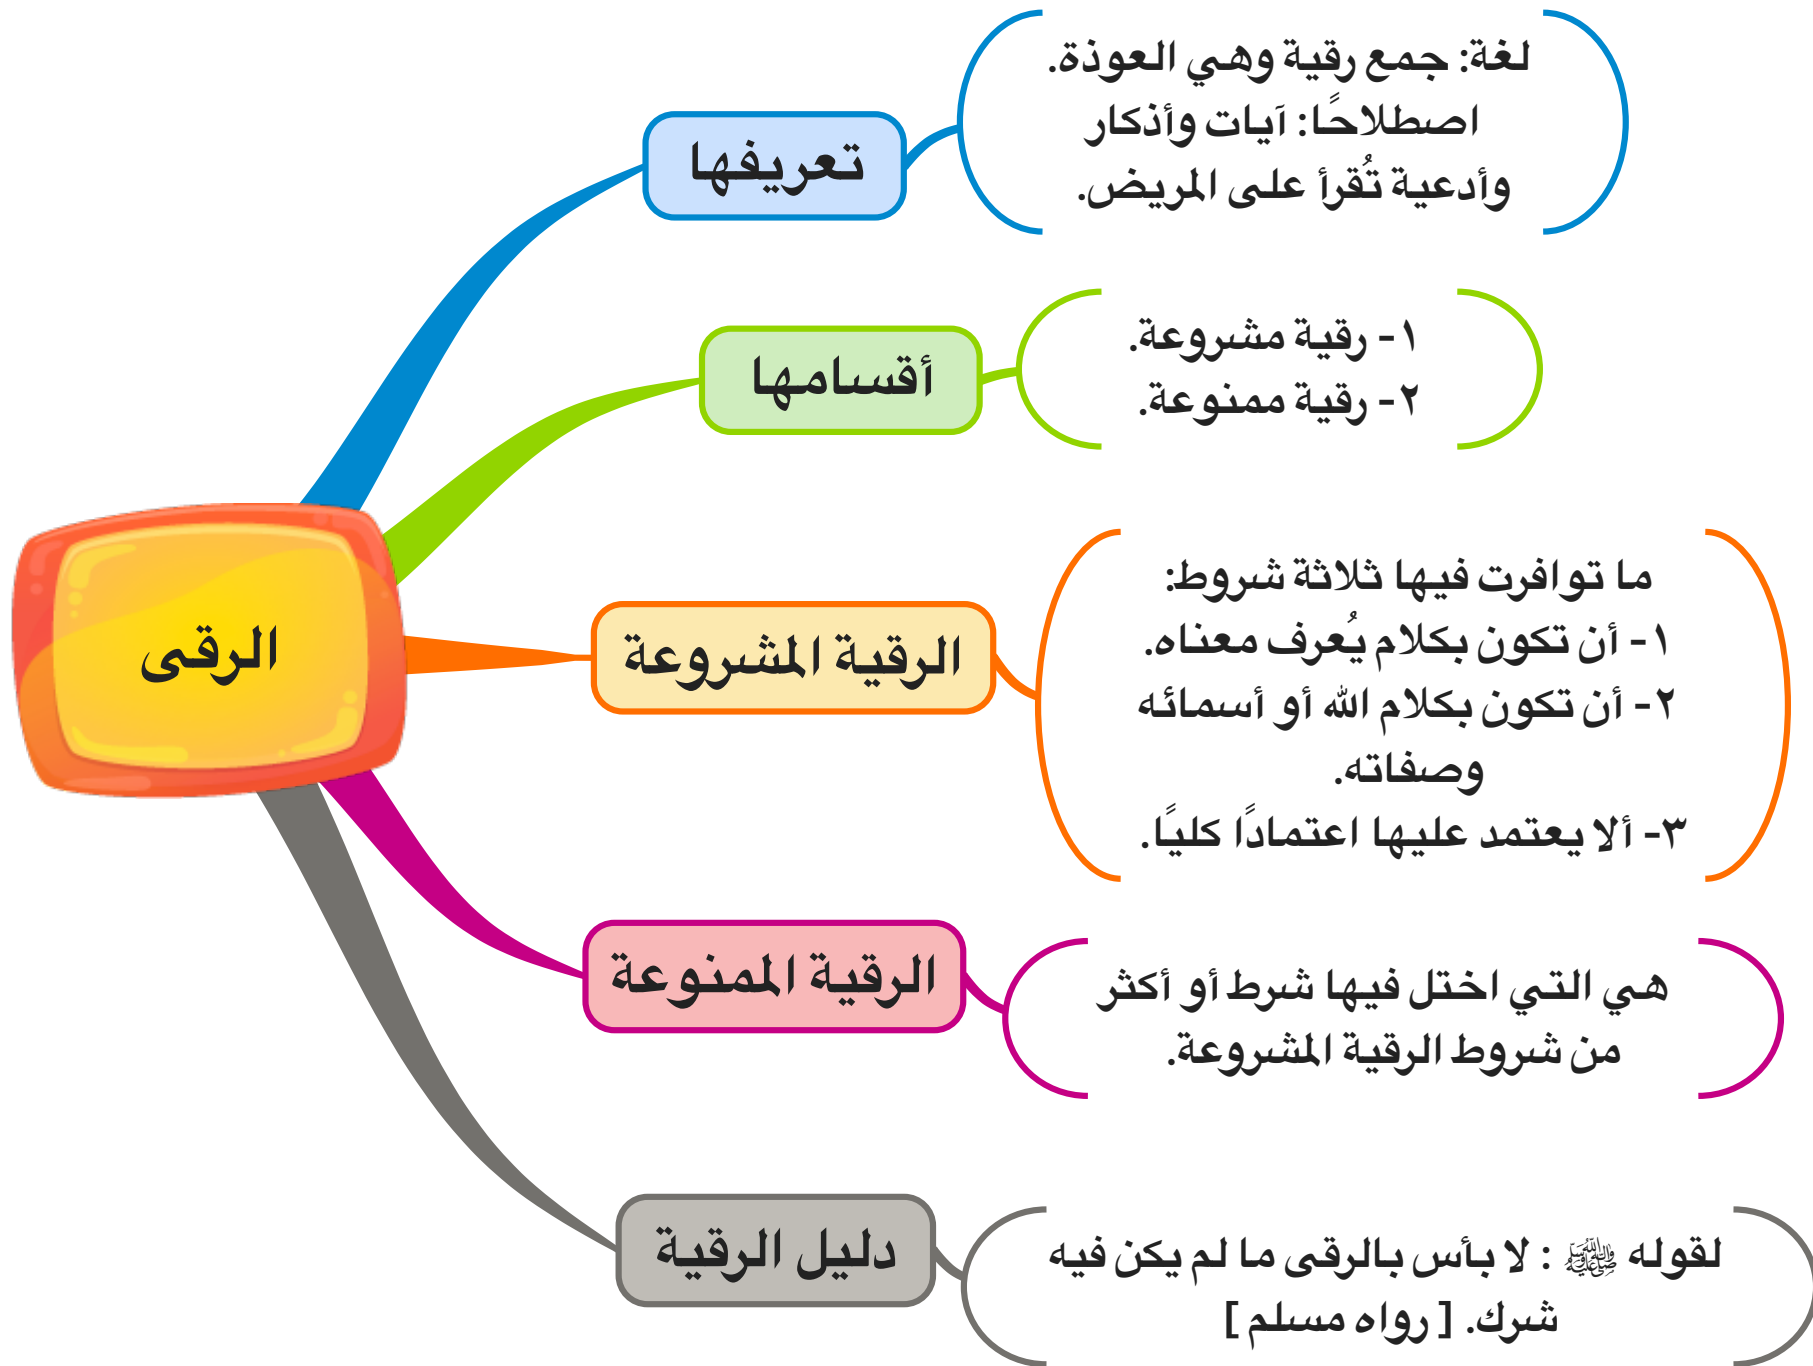 الرقى
تعريفها
لغة: جمع رقية وهي العوذة.
اصطلاحًا: آيات وأذكار
وأدعية تُقرأ على المريض.
أقسامها
١- رقية مشروعة.
٢- رقية ممنوعة.
الرقية المشروعة
ما توافرت فيها ثلاثة شروط:
١- أن تكون بكلام يُعرف معناه.
٢- أن تكون بكلام الله أو أسمائه
وصفاته.
٣- ألا يعتمد عليها اعتمادًا كليًا.
الرقية الممنوعة
هي التي اختل فيها شرط أو أكثر
من شروط الرقية المشروعة.
دليل الرقية
لقوله ﷺ : لا بأس بالرقى ما لم يكن فيه
شرك. [ رواه مسلم ]